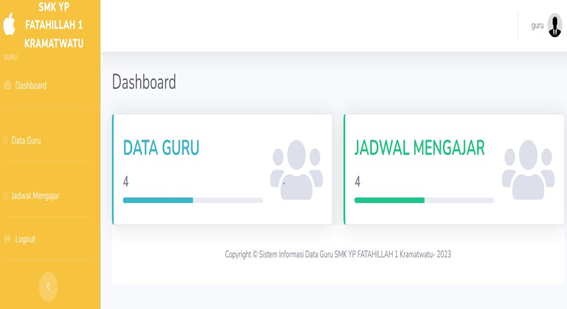 SMK YP
FATAHILLAH 1
KRAMATWATU
GURU
Dashboard
Data Guru
Jadwal Mengajar
Logout
guru
Dashboard
DATA GURU
4
JADWAL MENGAJAR
4
Copyright © Sistem Informasi Data Guru SMK YP FATAHILLAH 1 Kramatwatu- 2023